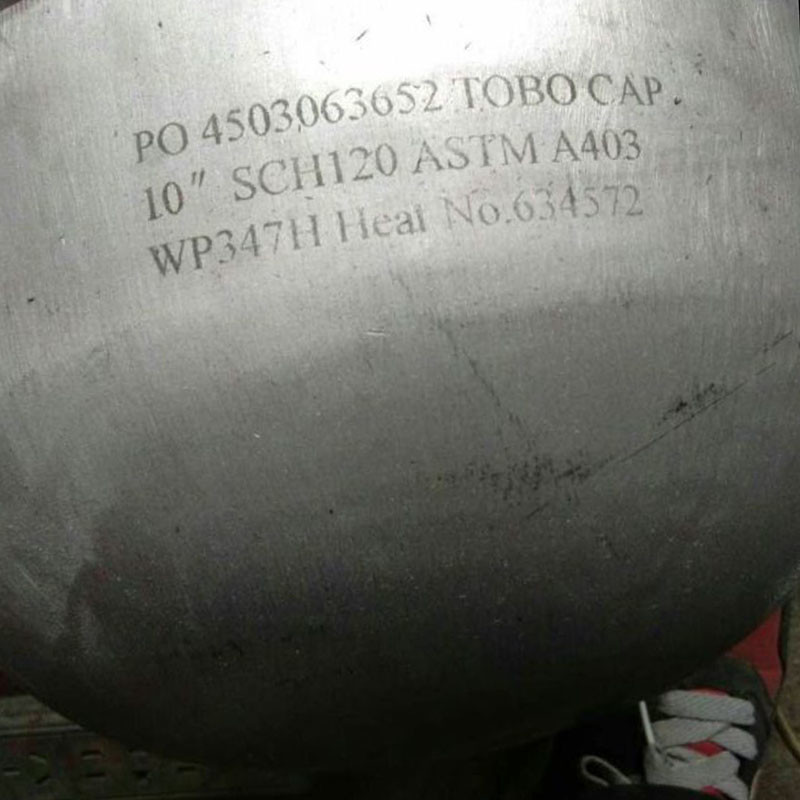 PO 4503063652 TOBO CAP.
10" SCH120 ASTM A403
WP347H Heat No.634572